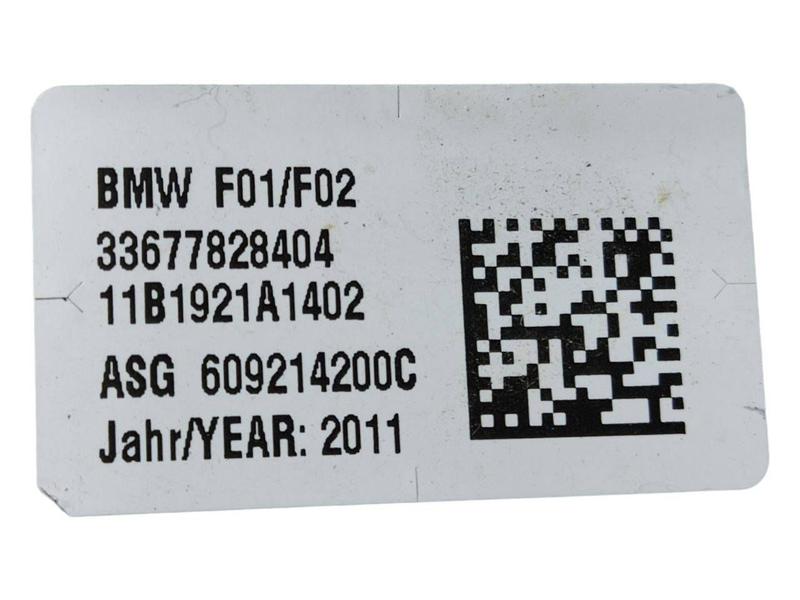 BMW F01/F02
33677828404
11B1921A1402
ASG 609214200C
Jahr/YEAR: 2011